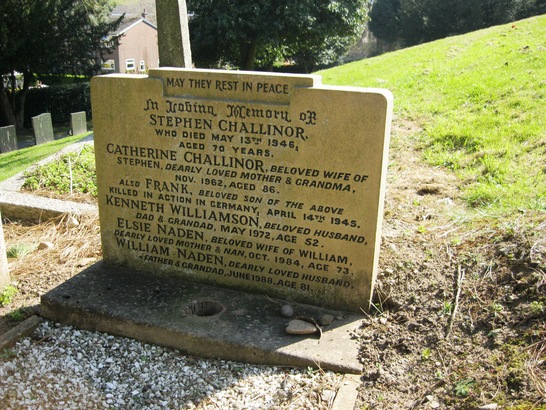 MAY THEY REST IN PEACE
In Loving Memory of
STEPHEN CHALLINOR,
WHO DIED MAY 13TH 1946,
AGED 70 YEARS.
CATHERINE CHALLINOR, BELOVED WIFE OF
STEPHEN, DEARLY LOVED MOTHER & GRANDMA,
NOV. 1962, AGED 86.
ALSO FRANK, BELOVED SON OF THE ABOVE
KILLED IN ACTION IN GERMANY, APRIL 14TH 1945.
KENNETH WILLIAMSON, BELOVED HUSBAND,
DAD & GRANDAD, MAY 1972, AGE 52.
ELSIE NADEN, BELOVED WIFE OF WILLIAM,
DEARLY LOVED MOTHER & NAN, OCT. 1984, AGE 73.
WILLIAM NADEN, DEARLY LOVED HUSBAND,
FATHER & GRANDAD, JUNE 1988, AGE 81.